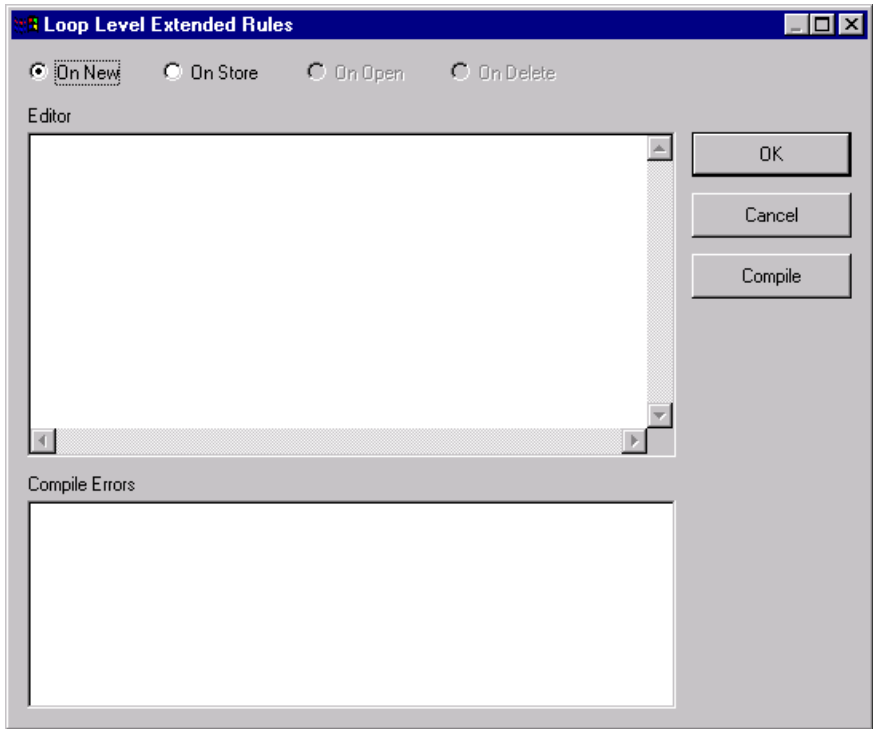 Loop Level Extended Rules
On New On Store On Open On Delete
Editor
OK
Cancel
Compile
Compile Errors